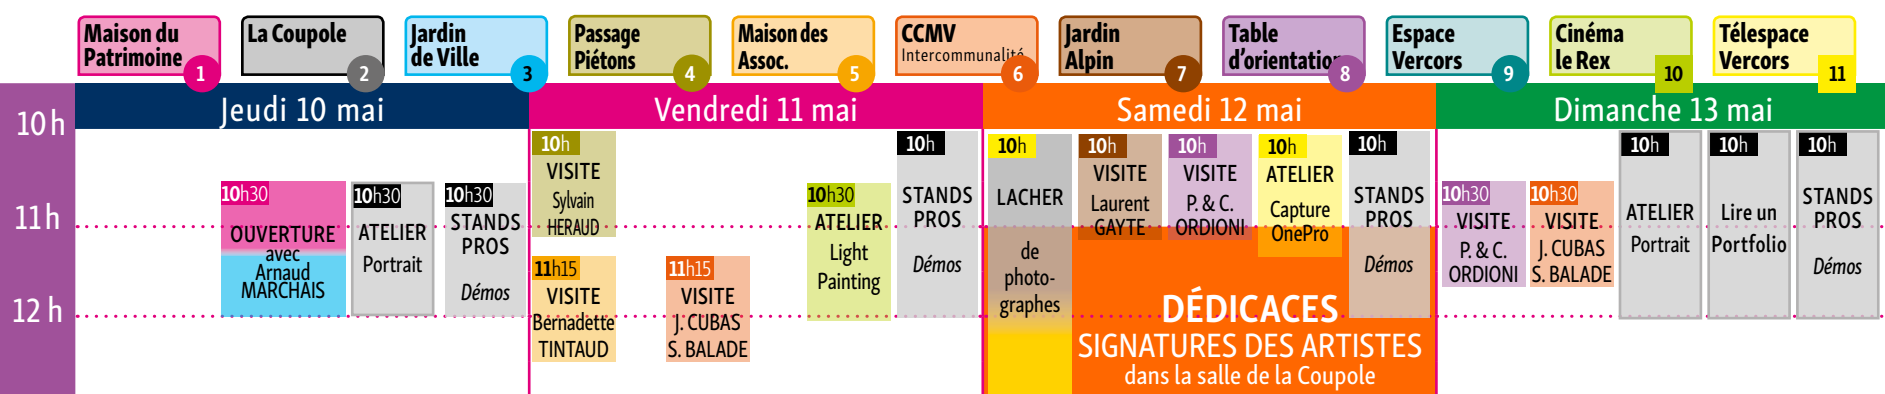 Maison du
Patrimoine
1
La Coupole
2
Jardin
de Ville
3
Passage
Piétons
4
Maison des
Assoc.
5
CCMV
Intercommunalité
6
Jardin
Alpin
7
Table
d'orientation
8
Espace
Vercors
9
Cinéma
le Rex
10
Télespace
Vercors
11
Jeudi 10 mai
Vendredi 11 mai
Samedi 12 mai
Dimanche 13 mai
10h
11h
12h
10h30
OUVERTURE
avec
Arnaud
MARCHAIS
10h30
ATELIER
Portrait
10h30
STANDS
PROS
Démos
10h
VISITE
Sylvain
HERAUD
11h15
VISITE
Bernadette
TINTAUD
11h15
VISITE
J. CUBAS
S. BALADE
10h30
ATELIER
Light
Painting
10h
STANDS
PROS
Démos
10h
LACHER
de
photo-
graphes
10h
VISITE
Laurent
GAYTE
10h
VISITE
P. & C.
ORDIONI
10h
ATELIER
Capture
OnePro
10h
STANDS
PROS
Démos
DÉDICACES
SIGNATURES DES ARTISTES
dans la salle de la Coupole
10h30
VISITE
P. & C.
ORDIONI
10h30
VISITE
J. CUBAS
S. BALADE
10h
ATELIER
Portrait
10h
Lire un
Portfolio
10h
STANDS
PROS
Démos